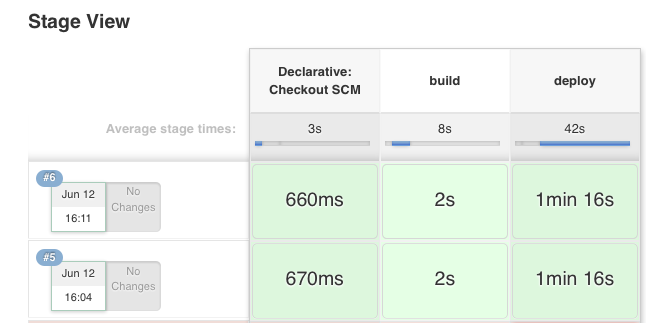 Stage View
Declarative:
Checkout SCM
build
deploy
Average stage times:
3s
8s
42s
#6
Jun 12
16:11
No
Changes
660ms
2s
1min 16s
#5
Jun 12
16:04
No
Changes
670ms
2s
1min 16s